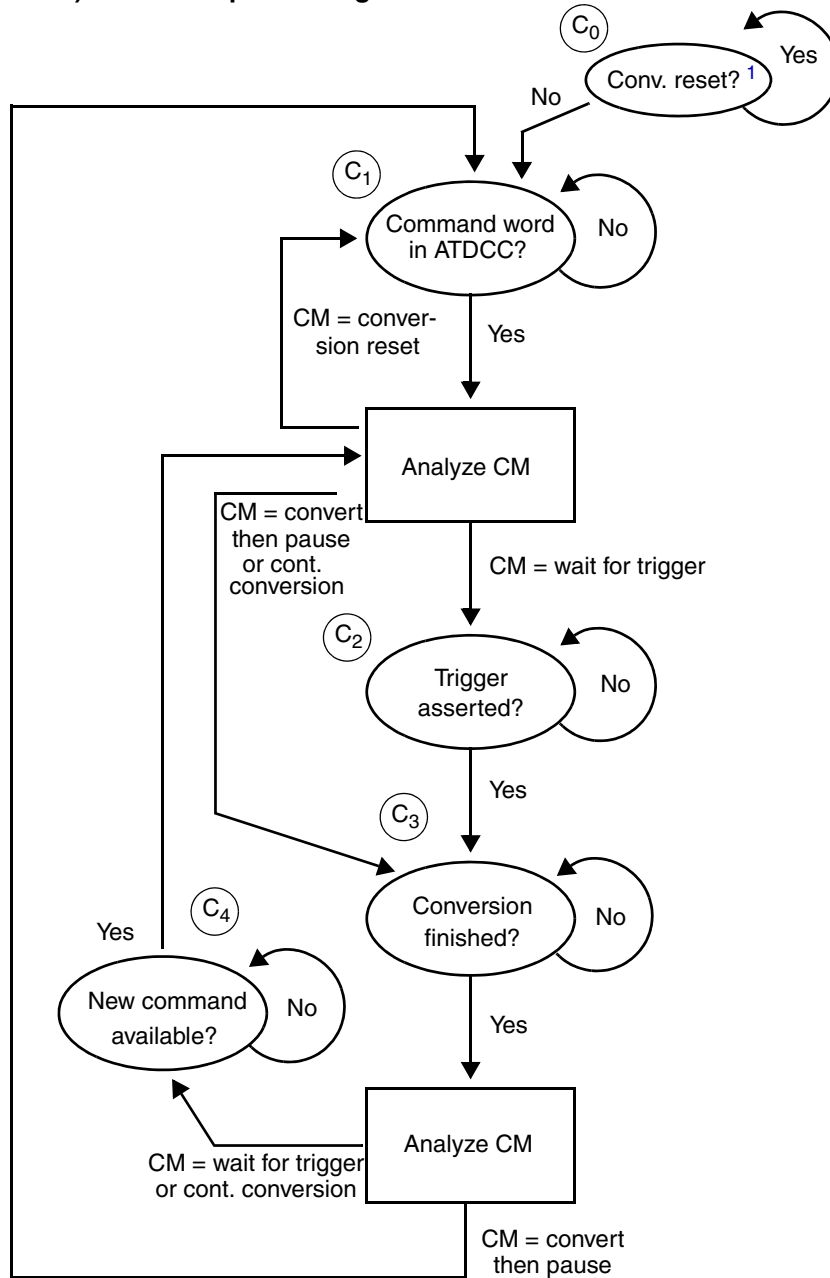 C0
Conv. reset? 1
Yes
No
C1
Command word
in ATDCC?
No
CM = conver-
sion reset
Yes
Analyze CM
CM = convert
then pause
or cont.
conversion
CM = wait for trigger
C2
Trigger
asserted?
No
Yes
C3
Conversion
finished?
No
C4
Yes
New command
available?
No
Yes
Analyze CM
CM = wait for trigger
or cont. conversion
CM = convert
then pause